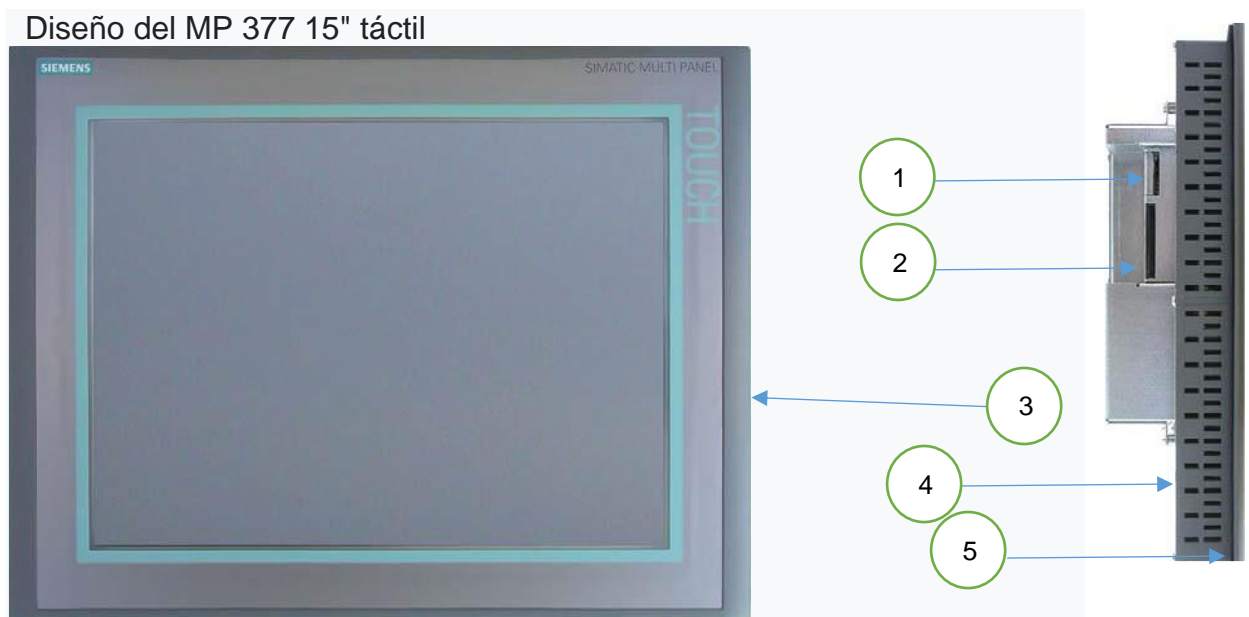 Diseño del MP 377 15" táctil
SIEMENS
SIMATIC MULTI PANEL
TOUCH
1
2
3
4
5